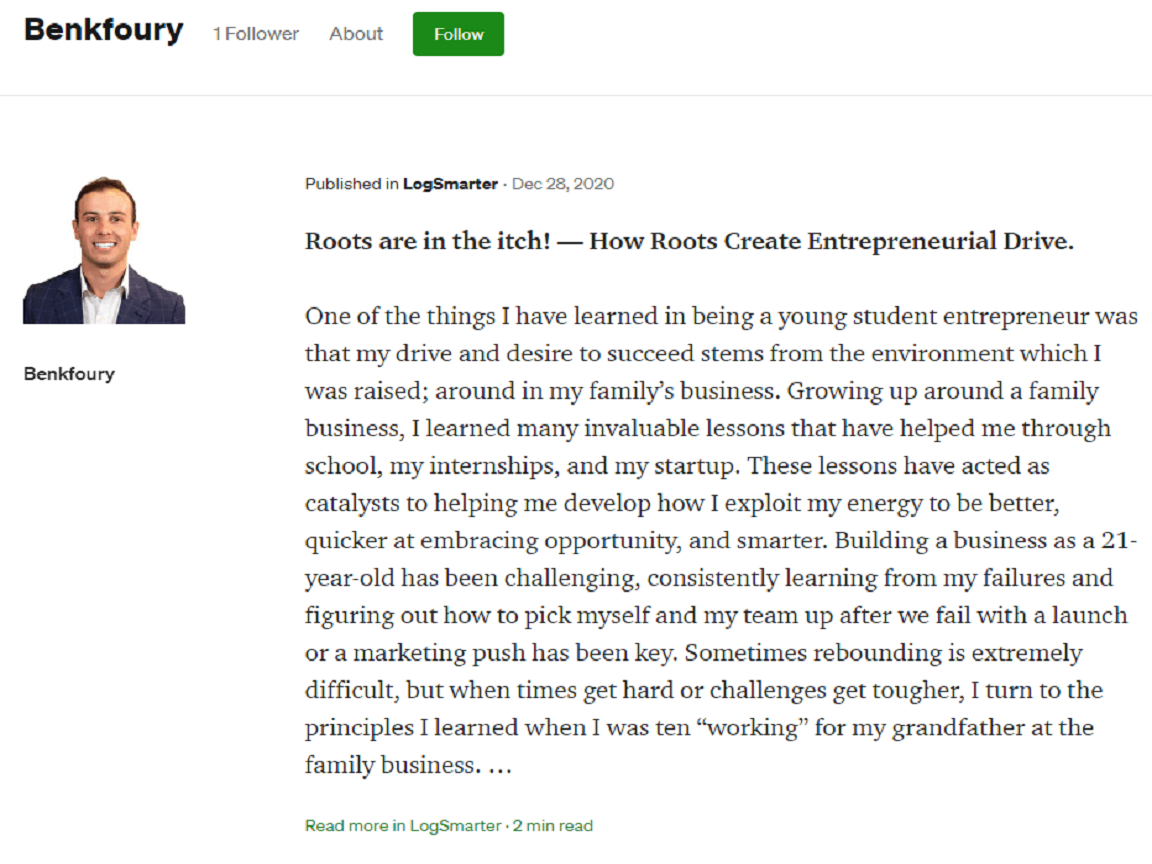 Benkfoury 1 Follower About Follow
Published in LogSmarter · Dec 28, 2020
Roots are in the itch! — How Roots Create Entrepreneurial Drive.
One of the things I have learned in being a young student entrepreneur was
that my drive and desire to succeed stems from the environment which I
was raised; around in my family’s business. Growing up around a family
business, I learned many invaluable lessons that have helped me through
school, my internships, and my startup. These lessons have acted as
catalysts to helping me develop how I exploit my energy to be better,
quicker at embracing opportunity, and smarter. Building a business as a 21-
year-old has been challenging, consistently learning from my failures and
figuring out how to pick myself and my team up after we fail with a launch
or a marketing push has been key. Sometimes rebounding is extremely
difficult, but when times get hard or challenges get tougher, I turn to the
principles I learned when I was ten “working” for my grandfather at the
family business. …
Read more in LogSmarter · 2 min read
Benkfoury